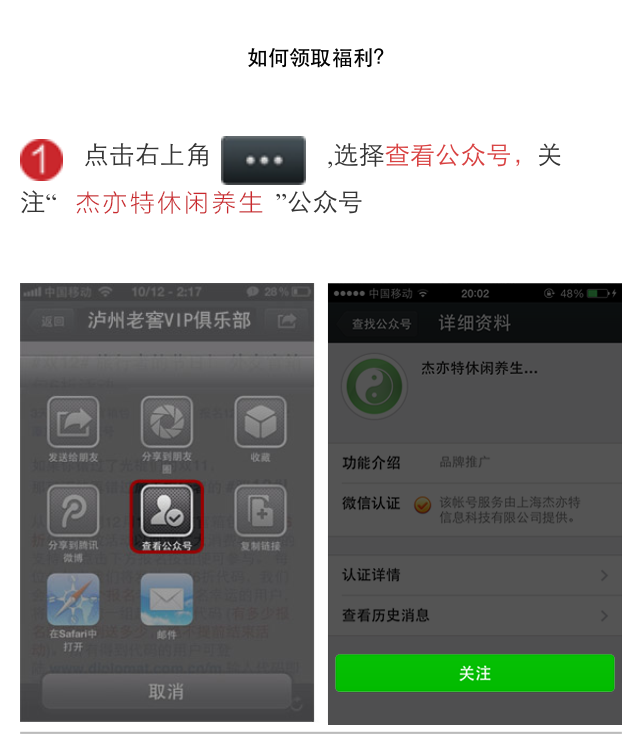 如何领取福利?
1 点击右上角 ,选择查看公众号，关
注“ 杰亦特休闲养生 ”公众号
中国移动 10/12 - 2:17 28%
返回 泸州老窖VIP俱乐部
发送给朋友 分享到朋友圈 收藏
分享到腾讯微博 查看公众号 复制链接
在Safari中打开 邮件
取消
中国移动 20:02 48%
查找公众号 详细资料
杰亦特休闲养生...
功能介绍 品牌推广
微信认证 该帐号服务由上海杰亦特
信息科技有限公司提供。
认证详情
查看历史消息
关注